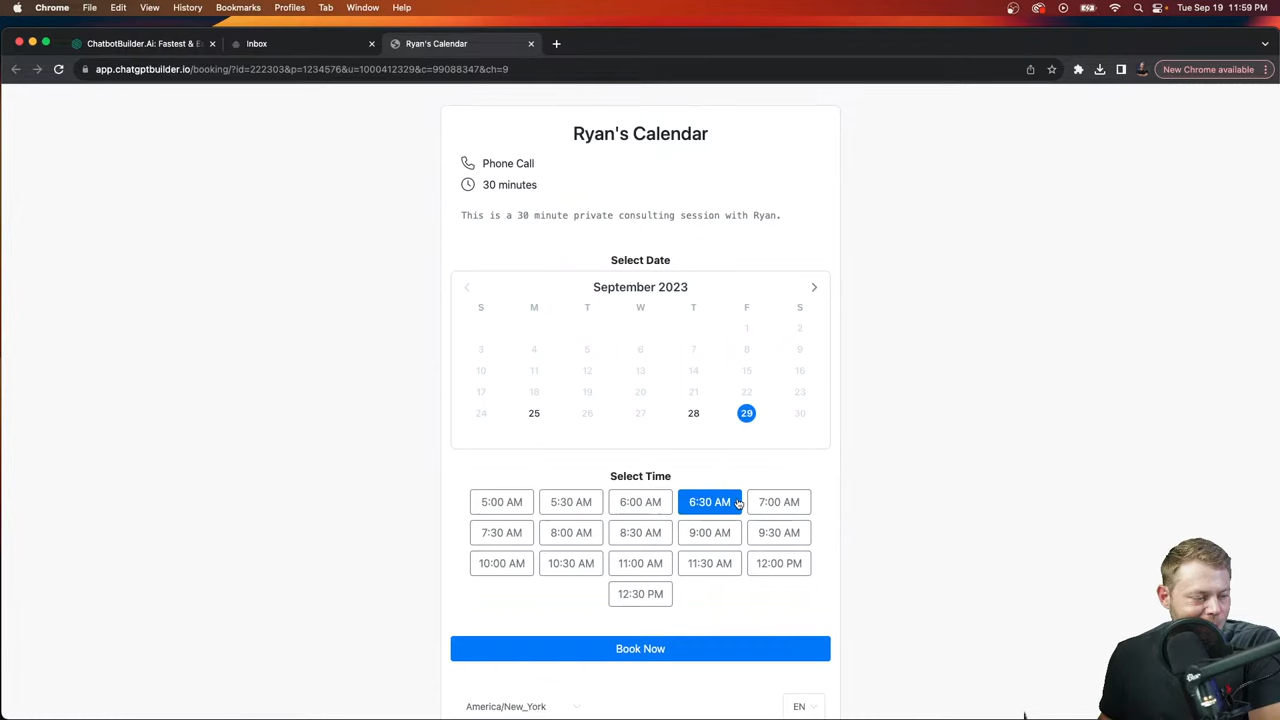 Chrome File Edit View History Bookmarks Profiles Tab Window Help Tue Sep 19 11:59 PM
ChatbotBuilder.Ai: Fastest & E Inbox Ryan's Calendar
app.chatgptbuilder.io/booking/?id=222303&p=1234576&u=1000412329&c=99088347&ch=9 New Chrome available
Ryan's Calendar
Phone Call
30 minutes
This is a 30 minute private consulting session with Ryan.
Select Date
September 2023
S M T W T F S
1 2
3 4 5 6 7 8 9
10 11 12 13 14 15 16
17 18 19 20 21 22 23
24 25 26 27 28 29 30
Select Time
5:00 AM 5:30 AM 6:00 AM 6:30 AM 7:00 AM
7:30 AM 8:00 AM 8:30 AM 9:00 AM 9:30 AM
10:00 AM 10:30 AM 11:00 AM 11:30 AM 12:00 PM
12:30 PM
Book Now
America/New_York EN